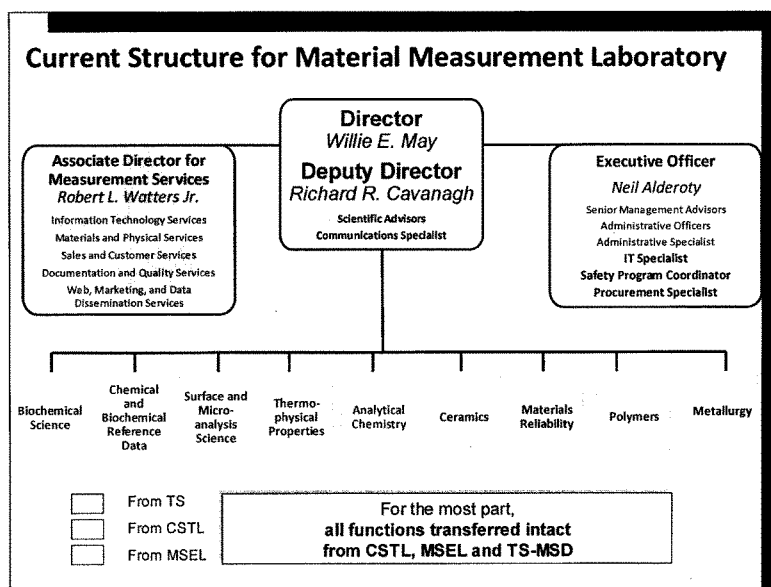 Current Structure for Material Measurement Laboratory
Director
Willie E. May
Deputy Director
Richard R. Cavanagh
Scientific Advisors
Communications Specialist
Associate Director for
Measurement Services
Robert L. Watters Jr.
Information Technology Services
Materials and Physical Services
Sales and Customer Services
Documentation and Quality Services
Web, Marketing, and Data
Dissemination Services
Executive Officer
Neil Alderoty
Senior Management Advisors
Administrative Officers
Administrative Specialist
IT Specialist
Safety Program Coordinator
Procurement Specialist
Biochemical
Science
Chemical
and
Biochemical
Reference
Data
Surface and
Micro-
analysis
Science
Thermo-
physical
Properties
Analytical
Chemistry
Ceramics
Materials
Reliability
Polymers
Metallurgy
From TS
From CSTL
From MSEL
For the most part,
all functions transferred intact
from CSTL, MSEL and TS-MSD